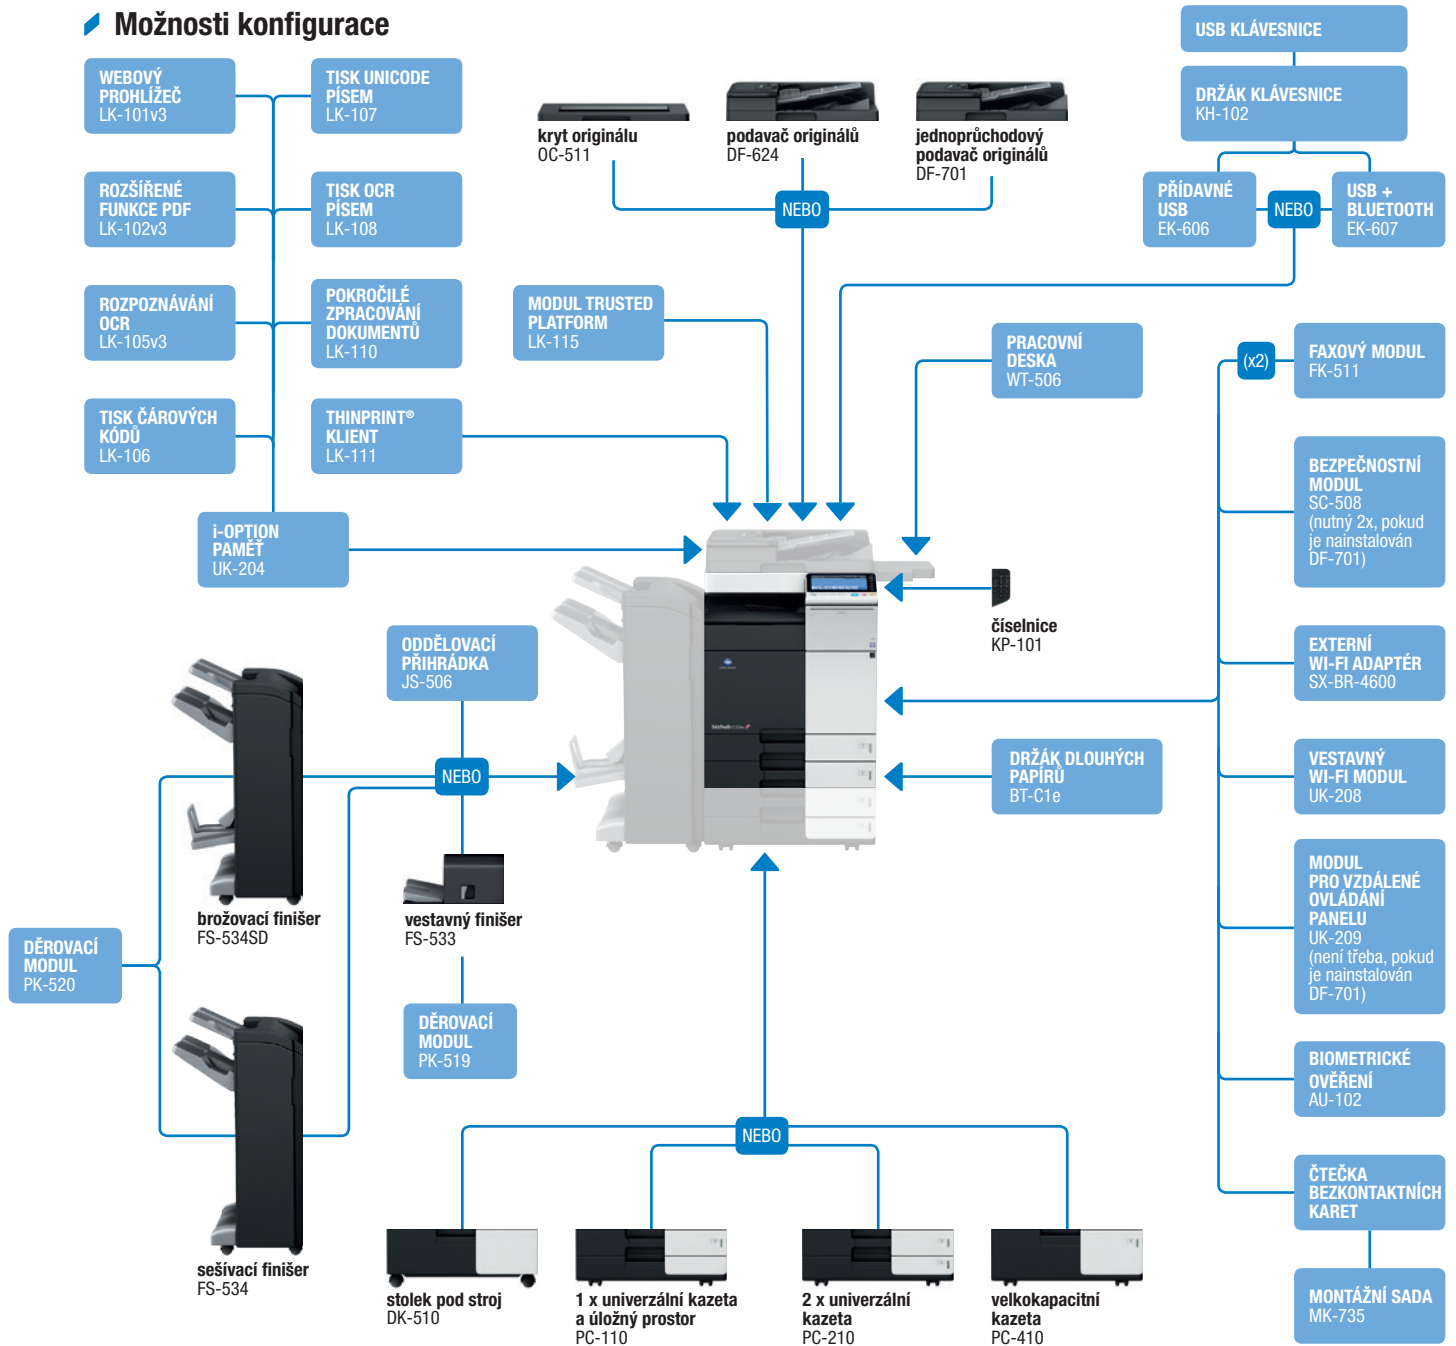 Možnosti konfigurace
WEBOVÝ
PROHLÍŽEČ
LK-101v3
TISK UNICODE
PÍSEM
LK-107
ROZŠÍŘENÉ
FUNKCE PDF
LK-102v3
TISK OCR
PÍSEM
LK-108
ROZPOZNÁVÁNÍ
OCR
LK-105v3
POKROČILÉ
ZPRACOVÁNÍ
DOKUMENTŮ
LK-110
TISK ČÁROVÝCH
KÓDŮ
LK-106
THINPRINT®
KLIENT
LK-111
i-OPTION
PAMĚŤ
UK-204
kryt originálu
OC-511
podavač originálů
DF-624
jednoprůchodový
podavač originálů
DF-701
NEBO
MODUL TRUSTED
PLATFORM
LK-115
USB KLÁVESNICE
DRŽÁK KLÁVESNICE
KH-102
PŘÍDAVNÉ
USB
EK-606
NEBO
USB +
BLUETOOTH
EK-607
PRACOVNÍ
DESKA
WT-506
(x2)
FAXOVÝ MODUL
FK-511
BEZPEČNOSTNÍ
MODUL
SC-508
(nutný 2x, pokud
je nainstalován
DF-701)
číselnice
KP-101
EXTERNÍ
WI-FI ADAPTÉR
SX-BR-4600
DRŽÁK DLOUHÝCH
PAPÍRŮ
BT-C1e
VESTAVNÝ
WI-FI MODUL
UK-208
MODUL
PRO VZDÁLENÉ
OVLÁDÁNÍ
PANELU
UK-209
(není třeba, pokud
je nainstalován
DF-701)
BIOMETRICKÉ
OVĚŘENÍ
AU-102
ČTEČKA
BEZKONTAKTNÍCH
KARET
MONTÁŽNÍ SADA
MK-735
ODDĚLOVACÍ
PŘIHRÁDKA
JS-506
NEBO
bizhub
brožovací finišer
FS-534SD
vestavný finišer
FS-533
DĚROVACÍ
MODUL
PK-520
DĚROVACÍ
MODUL
PK-519
sešívací finišer
FS-534
NEBO
stolek pod stroj
DK-510
1 x univerzální kazeta
a úložný prostor
PC-110
2 x univerzální
kazeta
PC-210
velkokapacitní
kazeta
PC-410